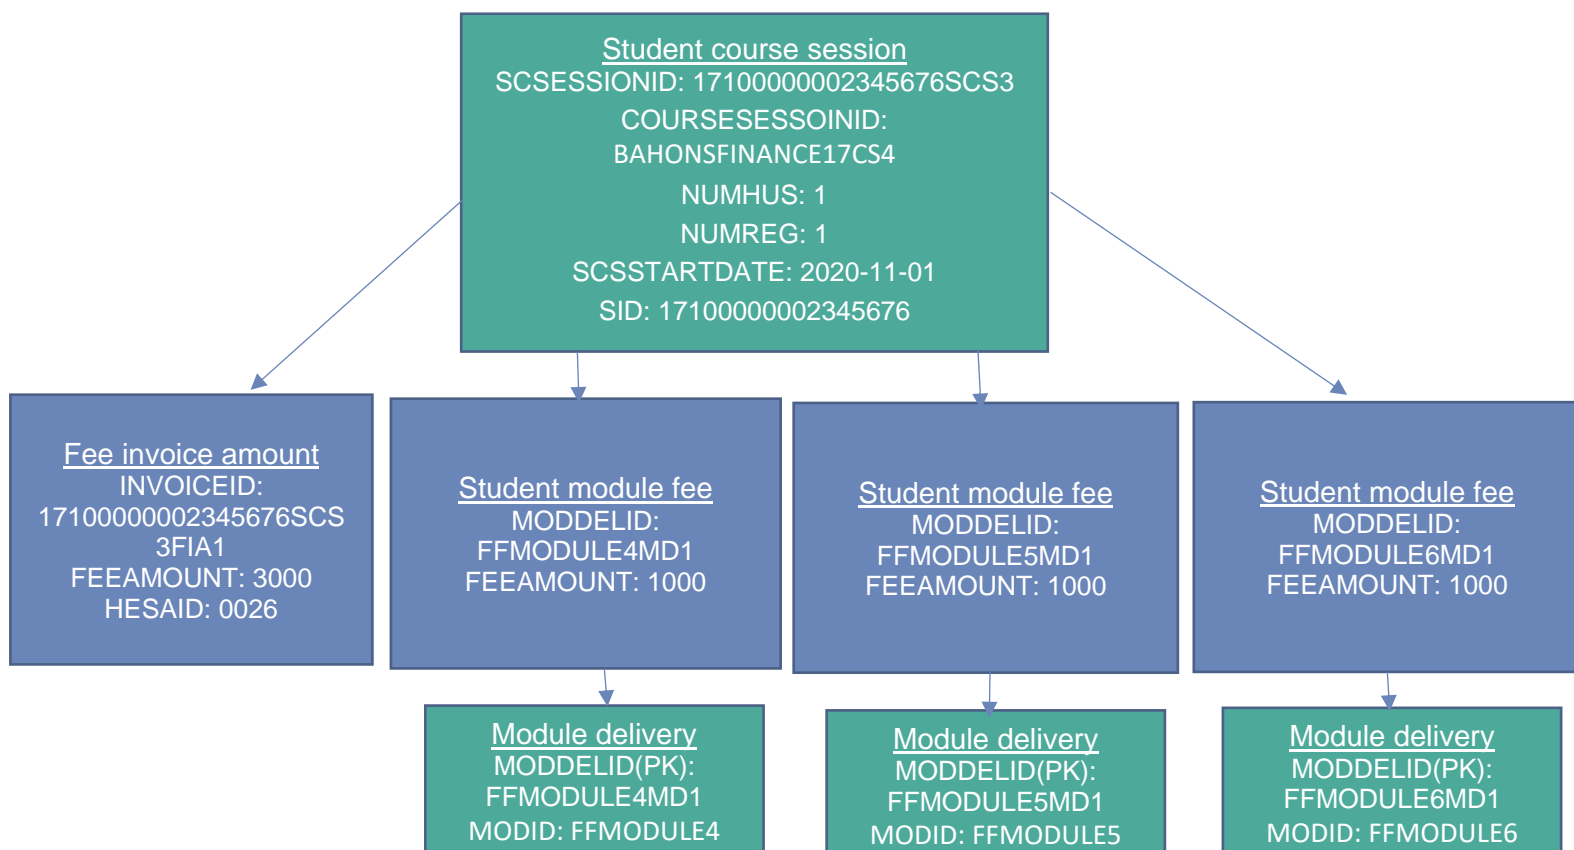 Student course session
SCSESSIONID: 17100000002345676SCS3
COURSESESSOINID:
BAHONSFINANCE17CS4
NUMHUS: 1
NUMREG: 1
SCSSTARTDATE: 2020-11-01
SID: 17100000002345676
Fee invoice amount
INVOICEID:
17100000002345676SCS
3FIA1
FEEAMOUNT: 3000
HESAID: 0026
Student module fee
MODDELID:
FFMODULE4MD1
FEEAMOUNT: 1000
Student module fee
MODDELID:
FFMODULE5MD1
FEEAMOUNT: 1000
Student module fee
MODDELID:
FFMODULE6MD1
FEEAMOUNT: 1000
Module delivery
MODDELID(PK):
FFMODULE4MD1
MODID: FFMODULE4
Module delivery
MODDELID(PK):
FFMODULE5MD1
MODID: FFMODULE5
Module delivery
MODDELID(PK):
FFMODULE6MD1
MODID: FFMODULE6